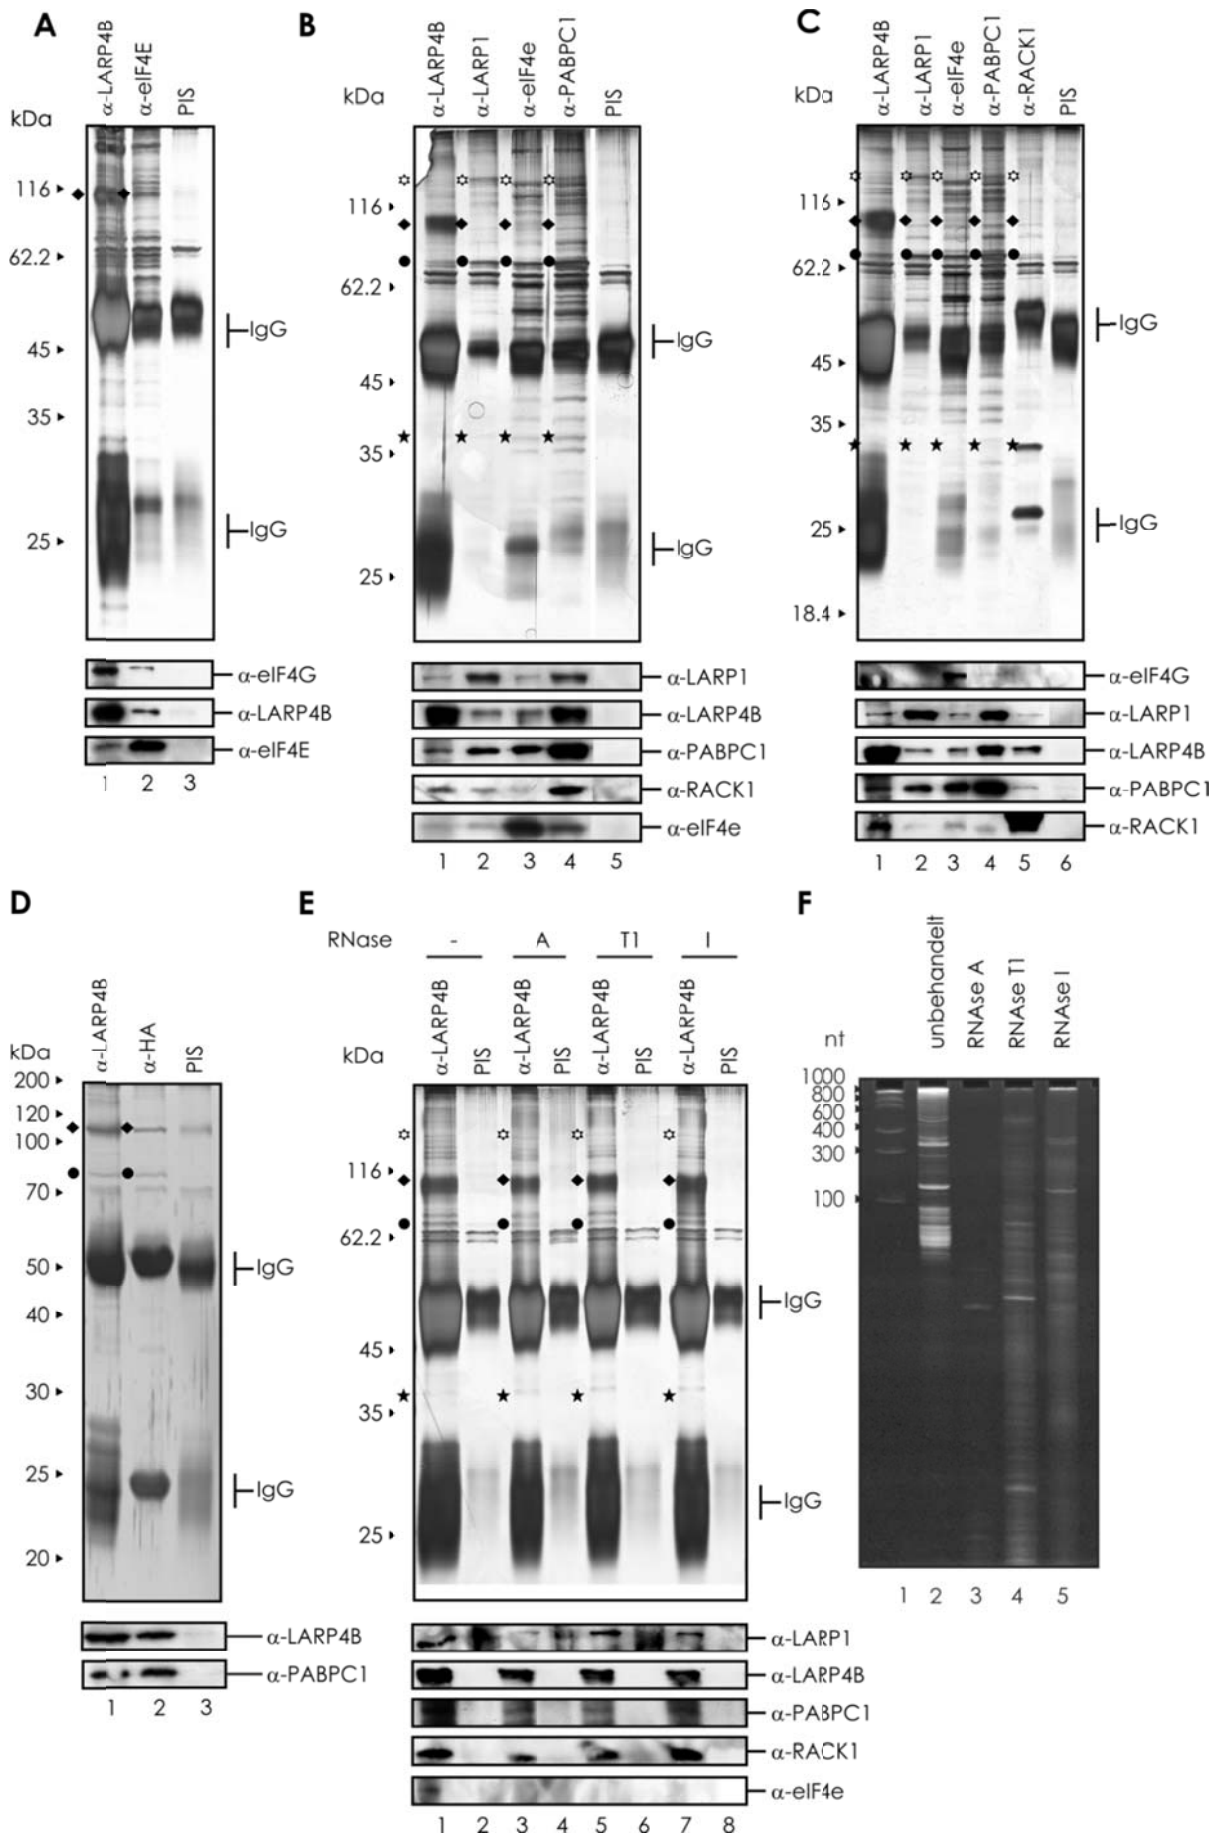 A
α-LARP4B
α-eIF4E
PIS
kDa
116
62.2
45
35
25
IgG
IgG
α-eIF4G
α-LARP4B
α-eIF4E
1 2 3
B
α-LARP4B
α-LARP1
α-eIF4e
α-PABPC1
PIS
kDa
116
62.2
45
35
25
IgG
IgG
α-LARP1
α-LARP4B
α-PABPC1
α-RACK1
α-eIF4e
1 2 3 4 5
C
α-LARP4B
α-LARP1
α-eIF4e
α-PABPC1
α-RACK1
PIS
kDa
116
62.2
45
35
25
18.4
IgG
IgG
α-eIF4G
α-LARP1
α-LARP4B
α-PABPC1
α-RACK1
1 2 3 4 5 6
D
α-LARP4B
α-HA
PIS
kDa
200
120
100
70
50
40
30
25
20
IgG
IgG
α-LARP4B
α-PABPC1
1 2 3
E
RNase - A T1 I
α-LARP4B
PIS
α-LARP4B
PIS
α-LARP4B
PIS
α-LARP4B
PIS
kDa
116
62.2
45
35
25
IgG
IgG
α-LARP1
α-LARP4B
α-PABPC1
α-RACK1
α-eIF4e
1 2 3 4 5 6 7 8
F
unbehandelt
RNAse A
RNAse T1
RNAse I
nt
1000
800
600
400
300
100
1 2 3 4 5